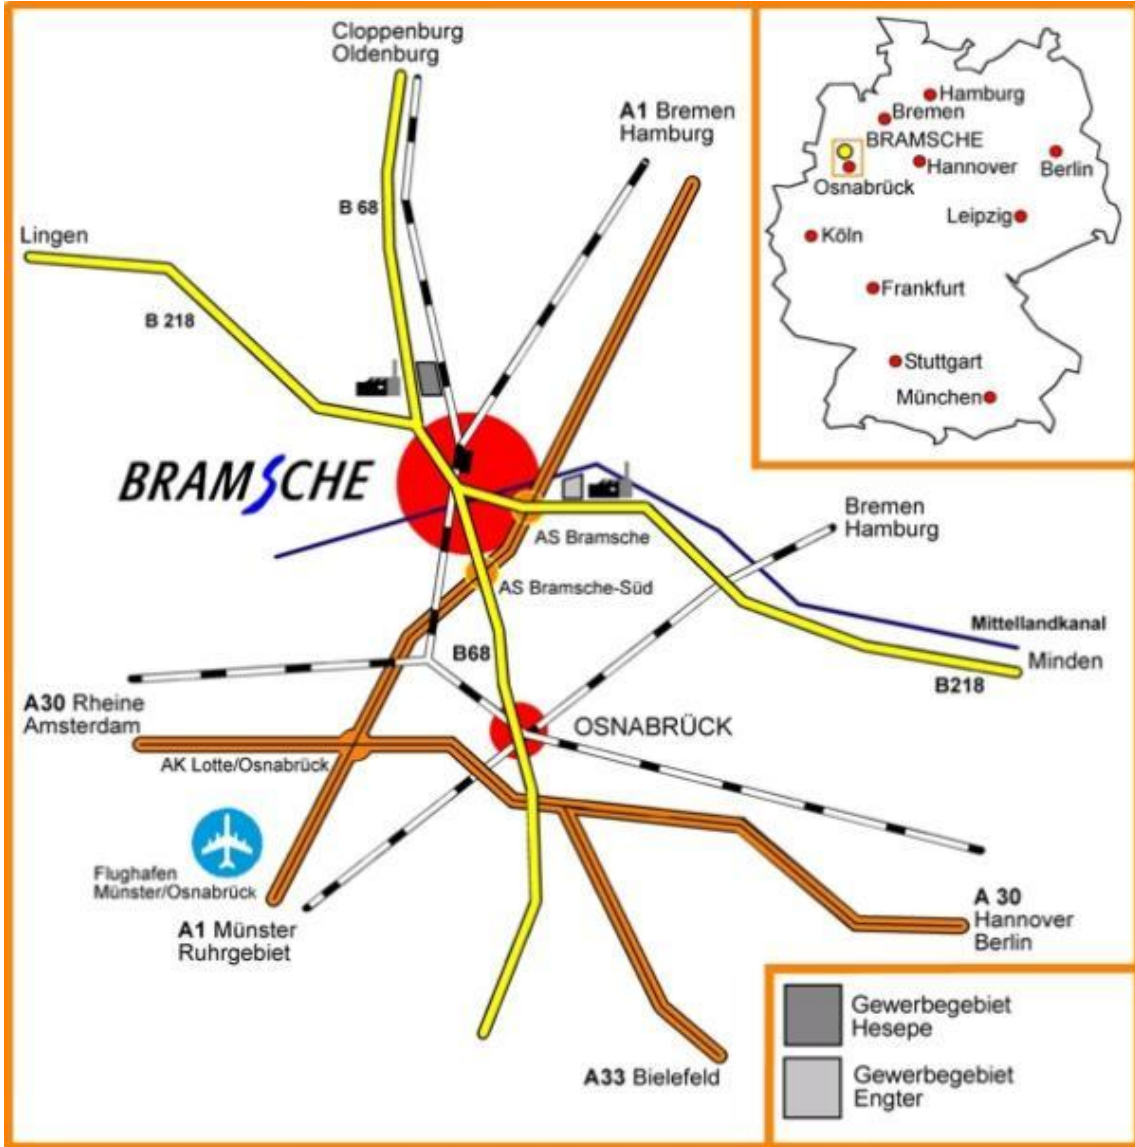 Cloppenburg
Oldenburg
A1 Bremen
Hamburg
B 68
Lingen
B 218
BRAMSCHE
AS Bramsche
AS Bramsche-Süd
Bremen
Hamburg
Mittellandkanal
Minden
B218
B68
A30 Rheine
Amsterdam
OSNABRÜCK
AK Lotte/Osnabrück
Flughafen
Münster/Osnabrück
A1 Münster
Ruhrgebiet
A 30
Hannover
Berlin
A33 Bielefeld
Hamburg
Bremen
BRAMSCHE
Hannover
Berlin
Osnabrück
Leipzig
Köln
Frankfurt
Stuttgart
München
Gewerbegebiet
Hesepe
Gewerbegebiet
Engter